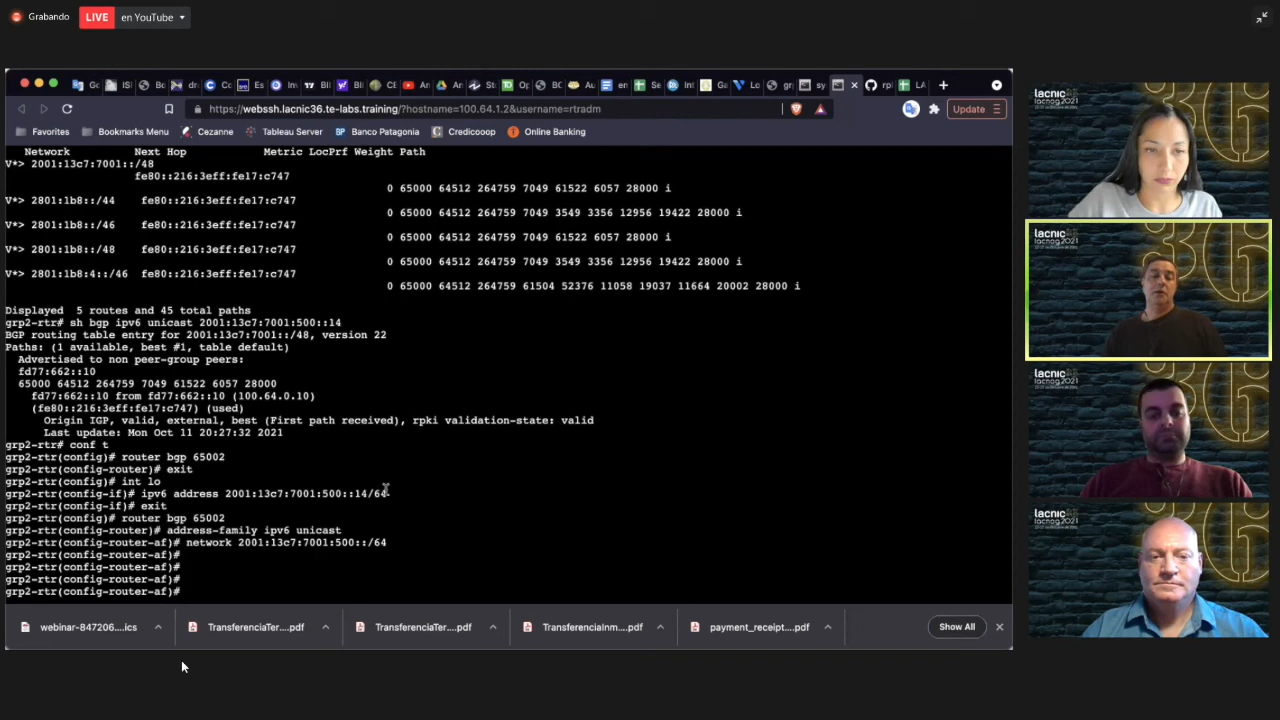 Grabando
LIVE en YouTube
https://webssh.lacnic36.te-labs.training/?hostname=100.64.1.2&username=rtradm
Update
Favorites Bookmarks Menu Cezanne Tableau Server Banco Patagonia Credicooop Online Banking
Network Next Hop Metric LocPrf Weight Path
V*> 2001:13c7:7001::/48
fe80::216:3eff:fe17:c747
0 65000 64512 264759 7049 61522 6057 28000 i
V*> 2801:1b8::/44 fe80::216:3eff:fe17:c747
0 65000 64512 264759 7049 3549 3356 12956 19422 28000 i
V*> 2801:1b8::/46 fe80::216:3eff:fe17:c747
0 65000 64512 264759 7049 61522 6057 28000 i
V*> 2801:1b8::/48 fe80::216:3eff:fe17:c747
0 65000 64512 264759 7049 3549 3356 12956 19422 28000 i
V*> 2801:1b8:4::/46 fe80::216:3eff:fe17:c747
0 65000 64512 264759 61504 52376 11058 19037 11664 20002 28000 i
Displayed 5 routes and 45 total paths
grp2-rtr# sh bgp ipv6 unicast 2001:13c7:7001:500::14
BGP routing table entry for 2001:13c7:7001::/48, version 22
Paths: (1 available, best #1, table default)
Advertised to non peer-group peers:
fd77:662::10
65000 64512 264759 7049 61522 6057 28000
fd77:662::10 from fd77:662::10 (100.64.0.10)
(fe80::216:3eff:fe17:c747) (used)
Origin IGP, valid, external, best (First path received), rpki validation-state: valid
Last update: Mon Oct 11 20:27:32 2021
grp2-rtr# conf t
grp2-rtr(config)# router bgp 65002
grp2-rtr(config-router)# exit
grp2-rtr(config)# int lo
grp2-rtr(config-if)# ipv6 address 2001:13c7:7001:500::14/64
grp2-rtr(config-if)# exit
grp2-rtr(config)# router bgp 65002
grp2-rtr(config-router)# address-family ipv6 unicast
grp2-rtr(config-router-af)# network 2001:13c7:7001:500::/64
grp2-rtr(config-router-af)#
grp2-rtr(config-router-af)#
grp2-rtr(config-router-af)#
grp2-rtr(config-router-af)#
webinar-847206....ics TransferenciaTer....pdf TransferenciaTer....pdf TransferenciaInm....pdf payment_receipt....pdf Show All
lacnic
lacnog2021
36
lacnic
lacnog2021
36
lacnic
lacnog2021
36
lacnic
lacnog2021
36